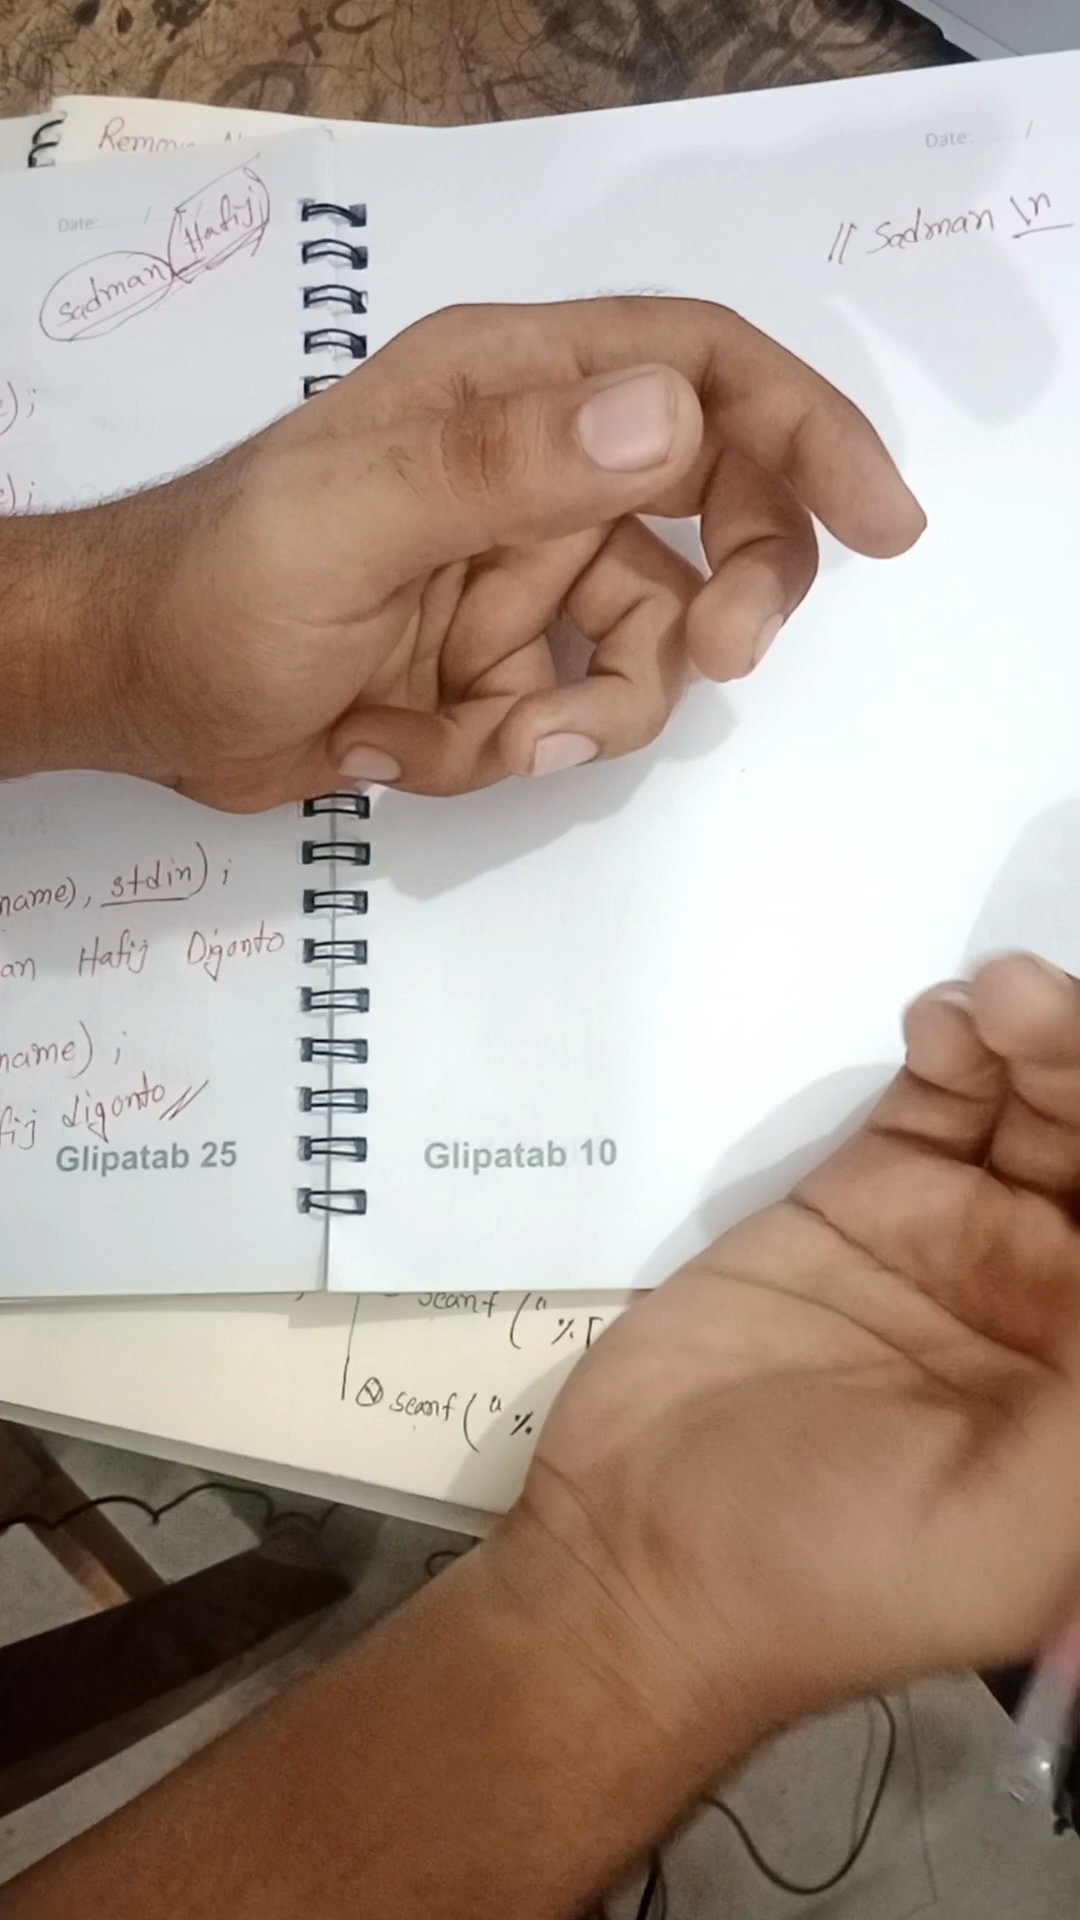 Date: /
Sadman Hafij
);
);
name), stdin);
an Hafij Digonto
name);
fij digonto //
Glipatab 25
Date: /
// Sadman \n
Glipatab 10
scanf ("%[
scanf ("%